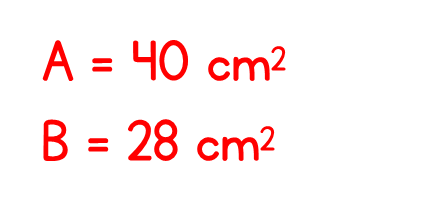 A = 40 cm²
B = 28 cm²